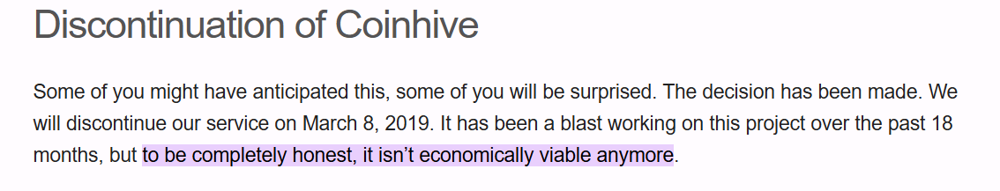 Discontinuation of Coinhive
Some of you might have anticipated this, some of you will be surprised. The decision has been made. We
will discontinue our service on March 8, 2019. It has been a blast working on this project over the past 18
months, but to be completely honest, it isn’t economically viable anymore.